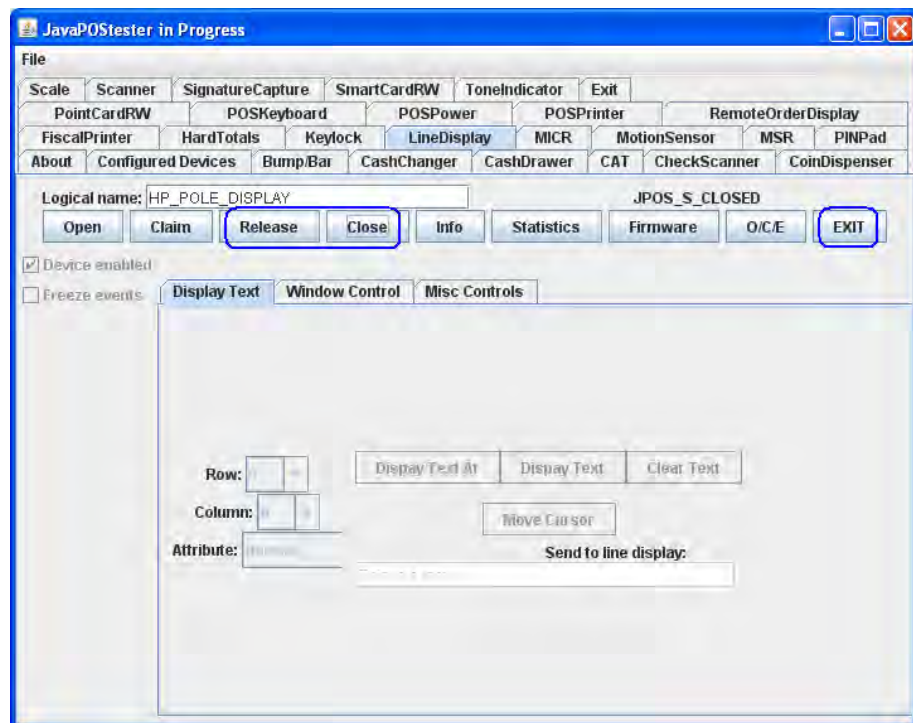 JavaPOStester in Progress
File
Scale Scanner SignatureCapture SmartCardRW ToneIndicator Exit
PointCardRW POSKeyboard POSPower POSPrinter RemoteOrderDisplay
FiscalPrinter HardTotals Keylock LineDisplay MICR MotionSensor MSR PINPad
About Configured Devices Bump/Bar CashChanger CashDrawer CAT CheckScanner CoinDispenser
Logical name: HP_POLE_DISPLAY JPOS_S_CLOSED
Open Claim Release Close Info Statistics Firmware O/C/E EXIT
Device enabled
Freeze events Display Text Window Control Misc Controls
Row: Display Text At Display Text Clear Text
Column: Move Cursor
Attribute: Send to line display: